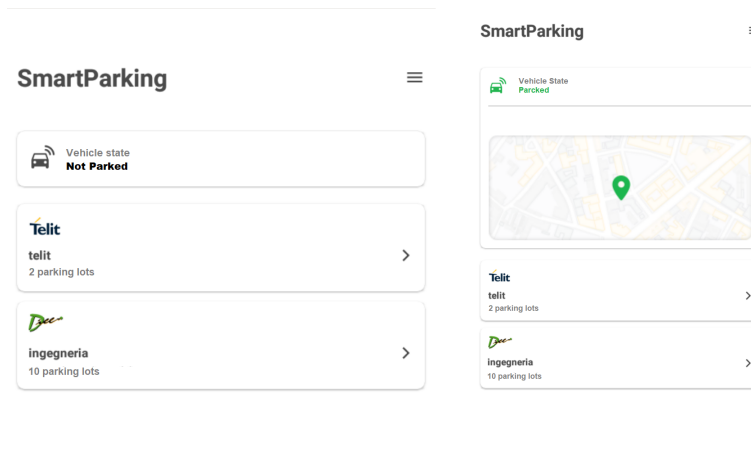 SmartParking
Vehicle state
Not Parked
Telit
telit
2 parking lots
ingegneria
10 parking lots
SmartParking
Vehicle State
Parcked
Telit
telit
2 parking lots
ingegneria
10 parking lots